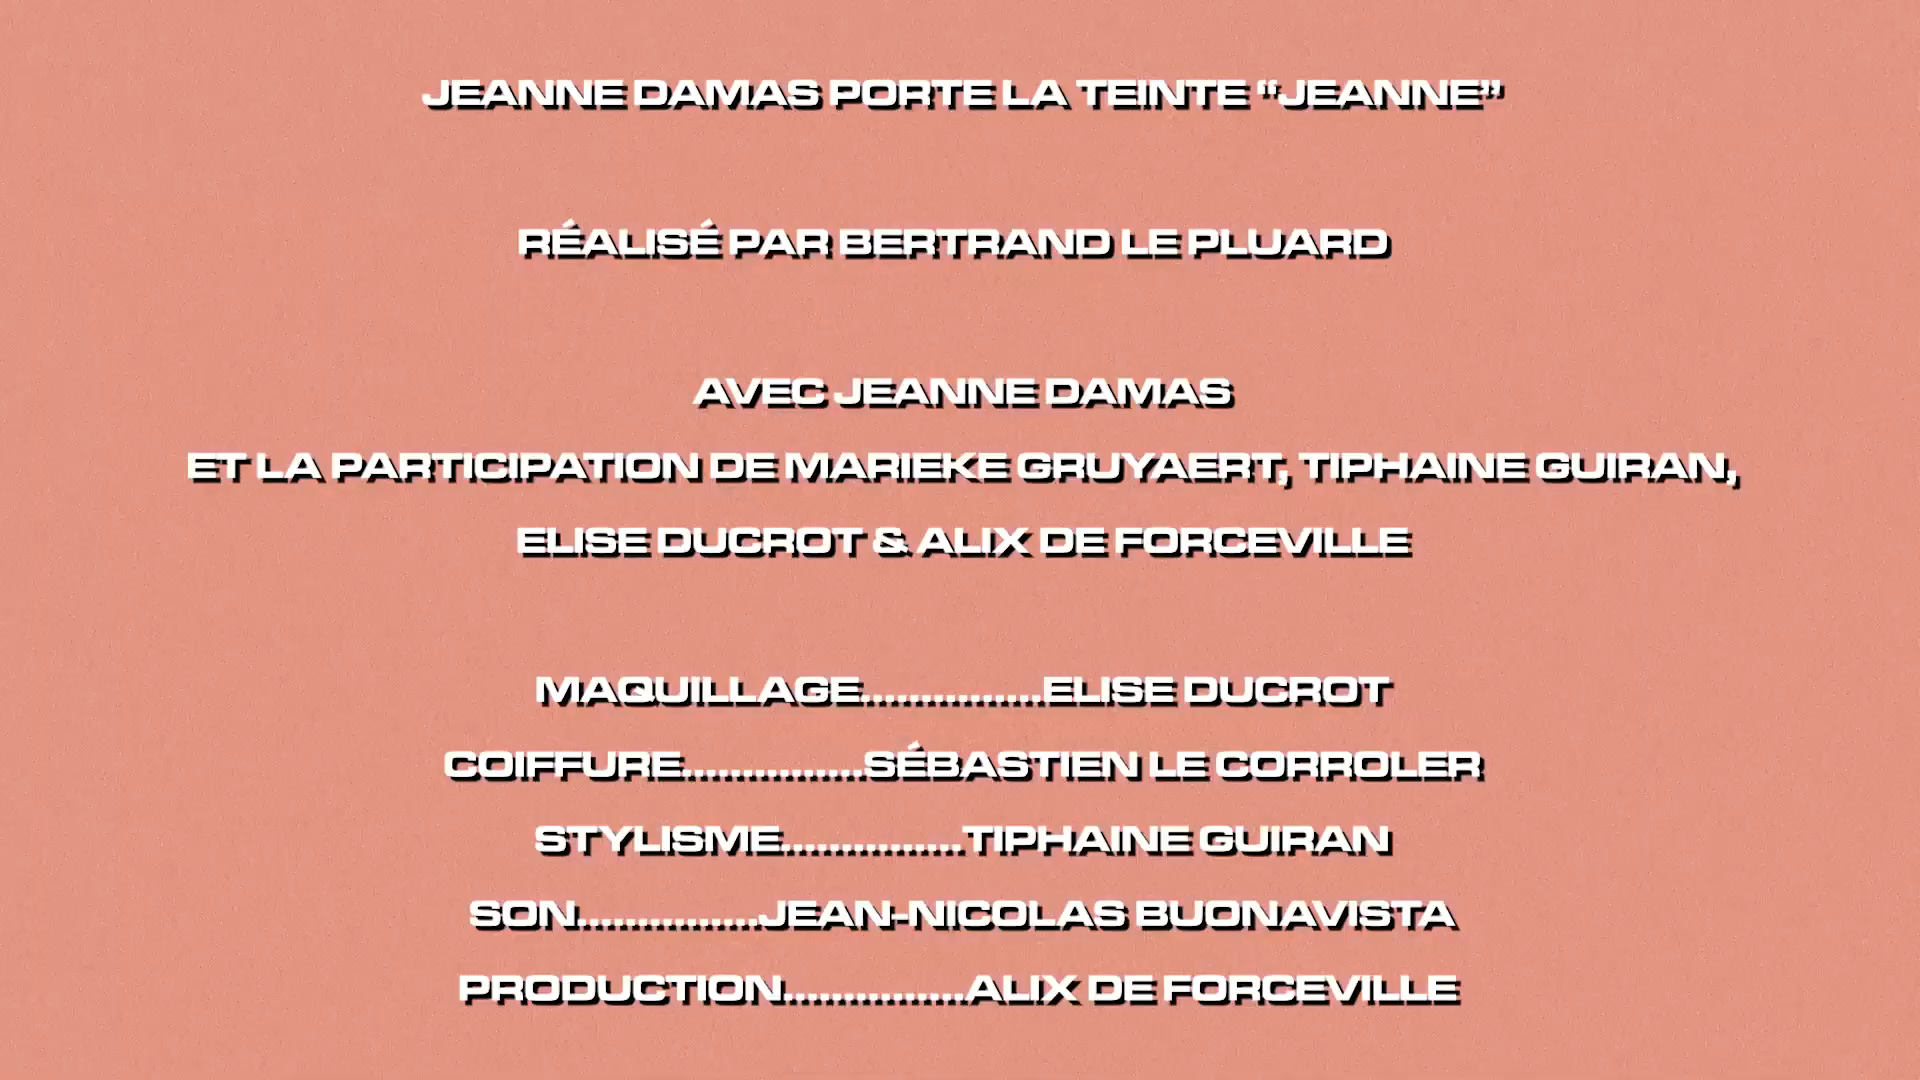 JEANNE DAMAS PORTE LA TEINTE “JEANNE”
RÉALISÉ PAR BERTRAND LE PLUARD
AVEC JEANNE DAMAS
ET LA PARTICIPATION DE MARIEKE GRUYAERT, TIPHAINE GUIRAN,
ELISE DUCROT & ALIX DE FORCEVILLE
MAQUILLAGE...............ELISE DUCROT
COIFFURE...............SÉBASTIEN LE CORROLER
STYLISME...............TIPHAINE GUIRAN
SON...............JEAN-NICOLAS BUONAVISTA
PRODUCTION...............ALIX DE FORCEVILLE